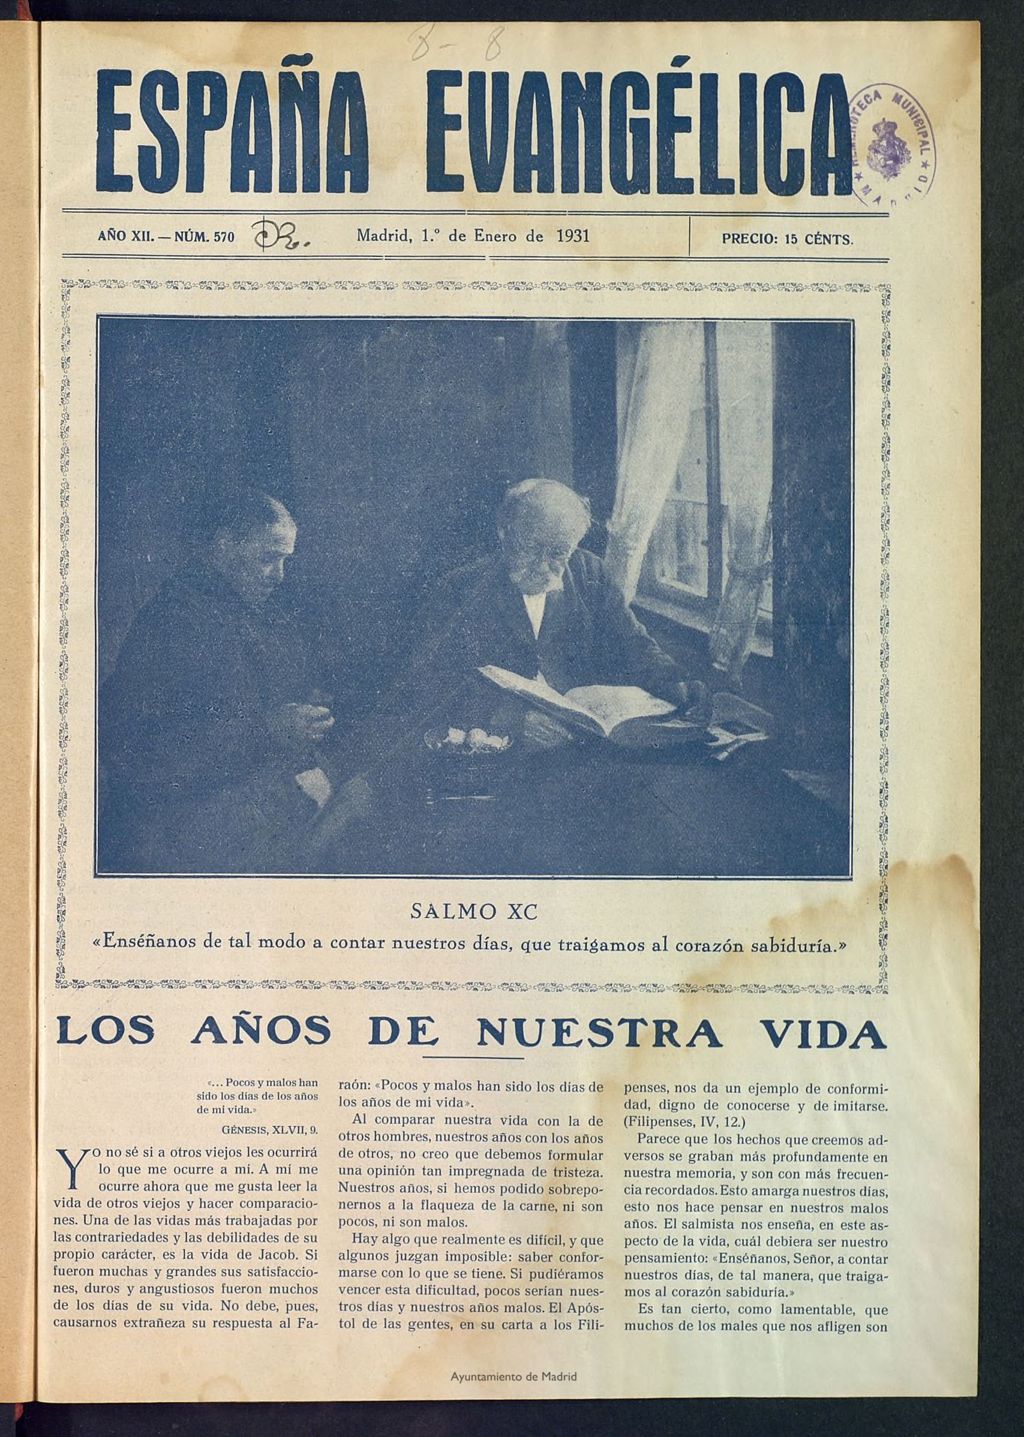 8 - 8
ESPAÑA EVANGÉLICA
HEMEROTECA MUNICIPAL
MADRID
AÑO XII. — NÚM. 570
Madrid, 1.º de Enero de 1931
PRECIO: 15 CÉNTS.
SALMO XC
«Enséñanos de tal modo a contar nuestros días, que traigamos al corazón sabiduría.»
LOS AÑOS DE NUESTRA VIDA
«... Pocos y malos han
sido los días de los años
de mi vida.»
GÉNESIS, XLVII, 9.
Yo no sé si a otros viejos les ocurrirá
lo que me ocurre a mí. A mí me
ocurre ahora que me gusta leer la
vida de otros viejos y hacer comparacio-
nes. Una de las vidas más trabajadas por
las contrariedades y las debilidades de su
propio carácter, es la vida de Jacob. Si
fueron muchas y grandes sus satisfaccio-
nes, duros y angustiosos fueron muchos
de los días de su vida. No debe, pues,
causarnos extrañeza su respuesta al Fa-
raón: «Pocos y malos han sido los días de
los años de mi vida».
Al comparar nuestra vida con la de
otros hombres, nuestros años con los años
de otros, no creo que debemos formular
una opinión tan impregnada de tristeza.
Nuestros años, si hemos podido sobrepo-
nernos a la flaqueza de la carne, ni son
pocos, ni son malos.
Hay algo que realmente es difícil, y que
algunos juzgan imposible: saber confor-
marse con lo que se tiene. Si pudiéramos
vencer esta dificultad, pocos serían nues-
tros días y nuestros años malos. El Após-
tol de las gentes, en su carta a los Fili-
penses, nos da un ejemplo de conformi-
dad, digno de conocerse y de imitarse.
(Filipenses, IV, 12.)
Parece que los hechos que creemos ad-
versos se graban más profundamente en
nuestra memoria, y son con más frecuen-
cia recordados. Esto amarga nuestros días,
esto nos hace pensar en nuestros malos
años. El salmista nos enseña, en este as-
pecto de la vida, cuál debiera ser nuestro
pensamiento: «Enséñanos, Señor, a contar
nuestros días, de tal manera, que traiga-
mos al corazón sabiduría.»
Es tan cierto, como lamentable, que
muchos de los males que nos afligen son
Ayuntamiento de Madrid